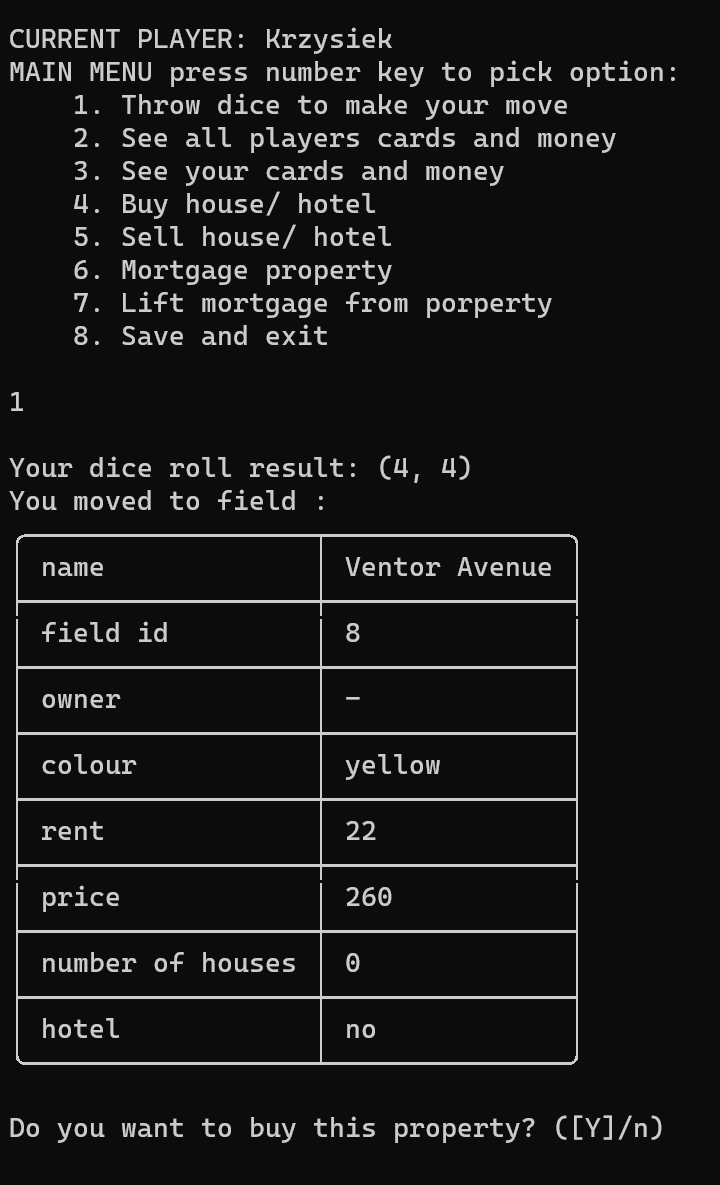 CURRENT PLAYER: Krzysiek
MAIN MENU press number key to pick option:
1. Throw dice to make your move
2. See all players cards and money
3. See your cards and money
4. Buy house/ hotel
5. Sell house/ hotel
6. Mortgage property
7. Lift mortgage from porperty
8. Save and exit
1
Your dice roll result: (4, 4)
You moved to field :
name Ventor Avenue
field id 8
owner –
colour yellow
rent 22
price 260
number of houses 0
hotel no
Do you want to buy this property? ([Y]/n)